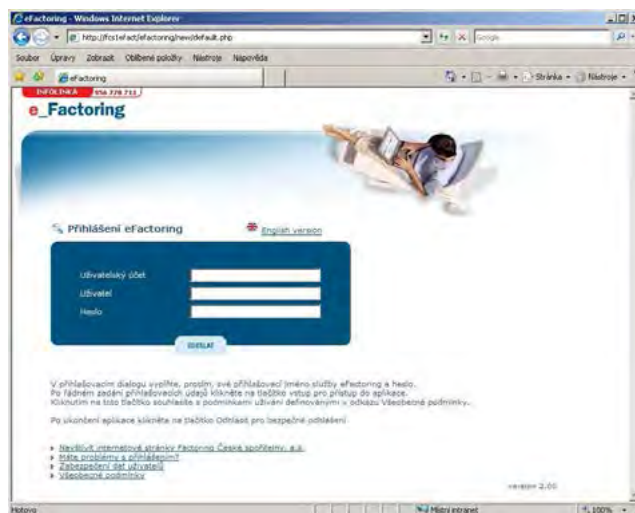 eFactoring - Windows Internet Explorer
http://fcs1efact/efactoring/new/default.php
Google
Soubor Úpravy Zobrazit Oblíbené položky Nástroje Nápověda
eFactoring
Stránka Nástroje
INFOLINKA 956 770 711
e_Factoring
Přihlášení eFactoring
English version
Uživatelský účet
Uživatel
Heslo
ODESLAT
V přihlašovacím dialogu vyplňte, prosím, své přihlašovací jméno služby eFactoring a heslo.
Po řádném zadání přihlašovacích údajů klikněte na tlačítko vstup pro přístup do aplikace.
Kliknutím na toto tlačítko souhlasíte s podmínkami užívání definovanými v odkazu Všeobecné podmínky.
Po ukončení aplikace klikněte na tlačítko Odhlásit pro bezpečné odhlášení
Navštívit internetové stránky Factoring České spořitelny, a.s.
Máte problémy s přihlášením?
Zabezpečení dat uživatelů
Všeobecné podmínky
version 2.00
Hotovo
Místní intranet
100%